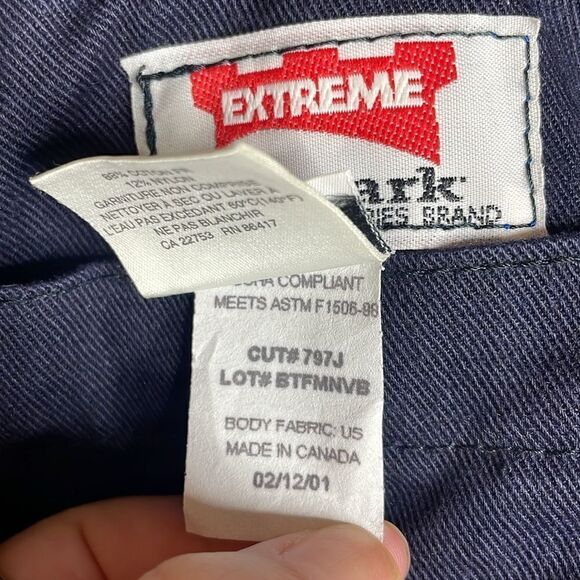 EXTREME
ark
IES BRAND
88% COTTON
12% NYLON
GARNITURE NON COMPRISE
NETTOYER A SEC OU LAVER A
L'EAU PAS EXCÉDANT 60°C(140°F)
NE PAS BLANCHIR
CA 22753 RN 86417
COMPLIANT
MEETS ASTM F1506-98
CUT# 797J
LOT# BTFMNVB
BODY FABRIC: US
MADE IN CANADA
02/12/01